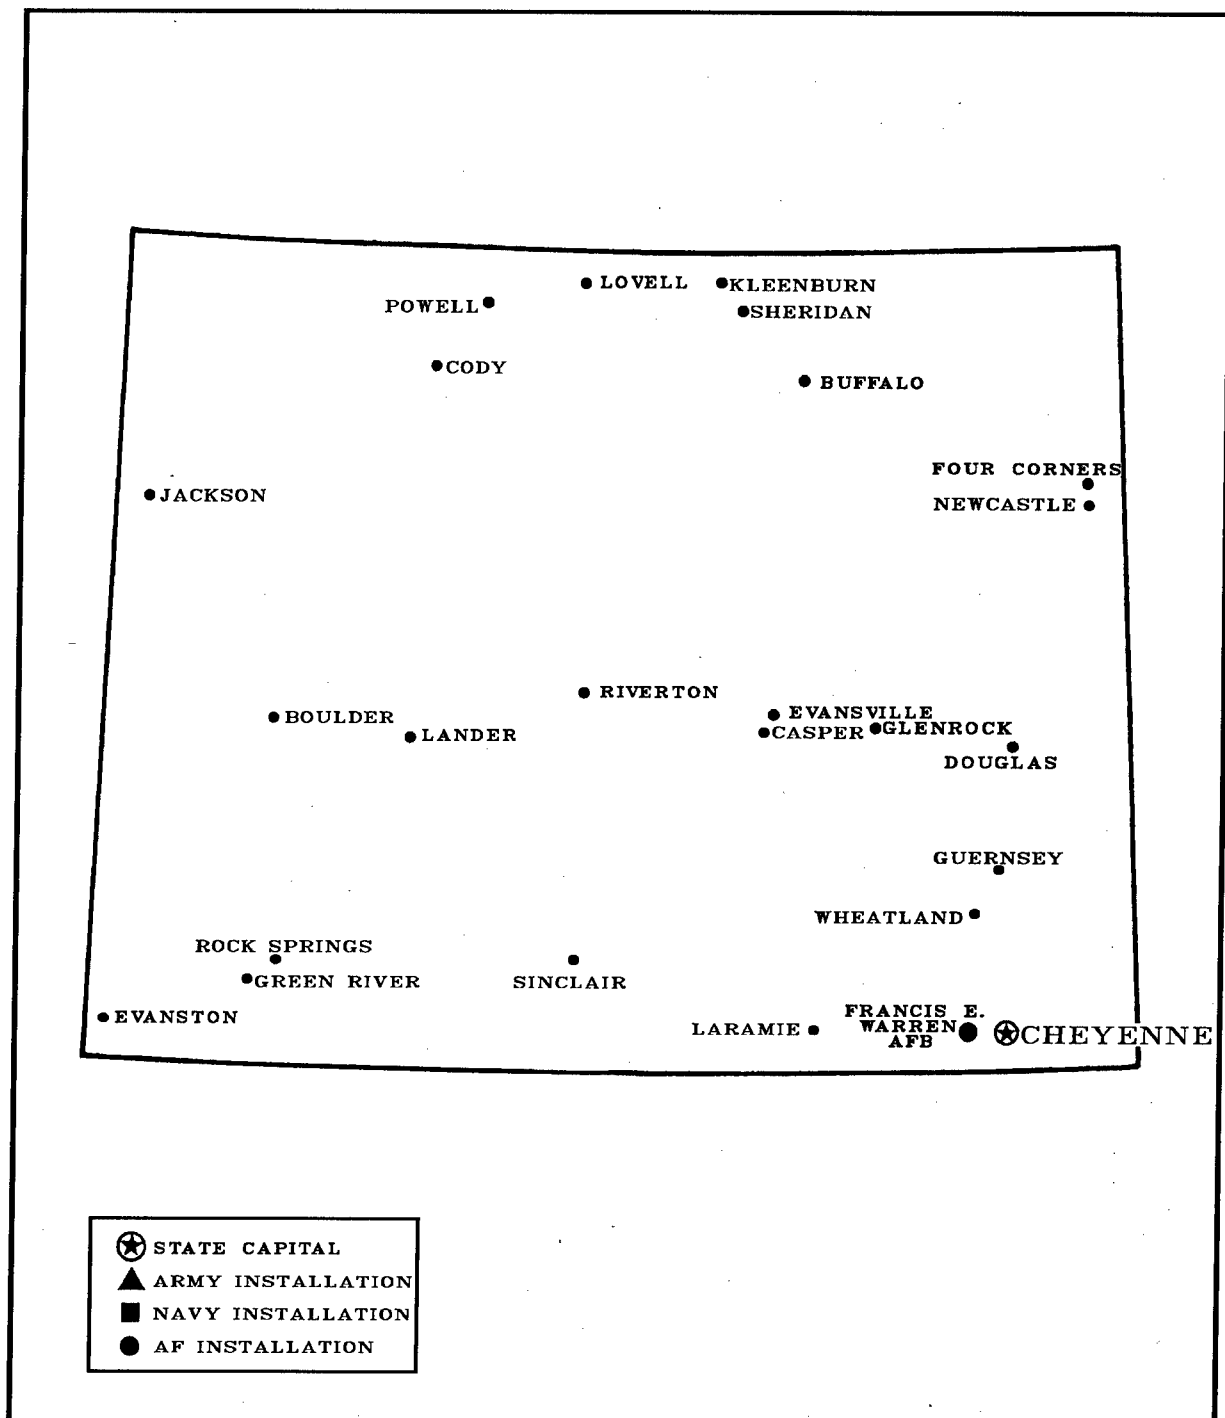 LOVELL
KLEENBURN
POWELL
SHERIDAN
CODY
BUFFALO
FOUR CORNERS
JACKSON
NEWCASTLE
RIVERTON
BOULDER
EVANSVILLE
LANDER
CASPER
GLENROCK
DOUGLAS
GUERNSEY
WHEATLAND
ROCK SPRINGS
GREEN RIVER
SINCLAIR
EVANSTON
LARAMIE
FRANCIS E.
WARREN
AFB
CHEYENNE
STATE CAPITAL
ARMY INSTALLATION
NAVY INSTALLATION
AF INSTALLATION